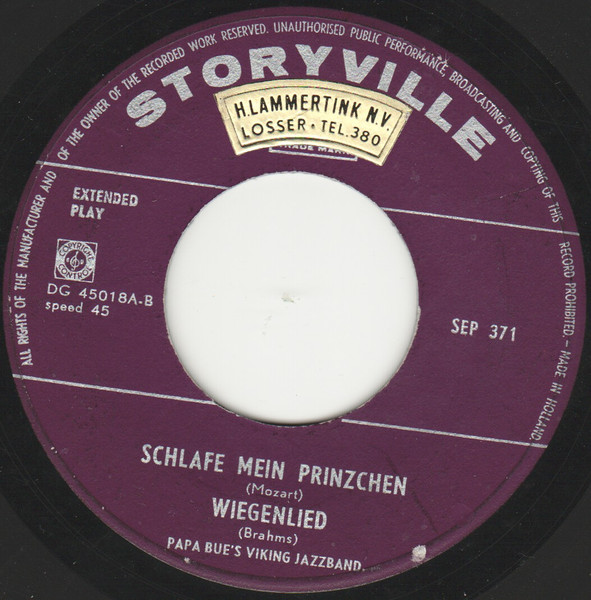 ALL RIGHTS OF THE MANUFACTURER AND OF THE OWNER OF THE RECORDED WORK RESERVED. UNAUTHORISED PUBLIC PERFORMANCE, BROADCASTING AND COPYING OF THIS RECORD PROHIBITED. – MADE IN HOLLAND.
STORYVILLE
H. LAMMERTINK N.V.
LOSSER • TEL. 380
TRADE MARK
EXTENDED
PLAY
COPYRIGHT
CONTROL
DG 45018A-B
speed 45
SEP 371
SCHLAFE MEIN PRINZCHEN
(Mozart)
WIEGENLIED
(Brahms)
PAPA BUE'S VIKING JAZZBAND.